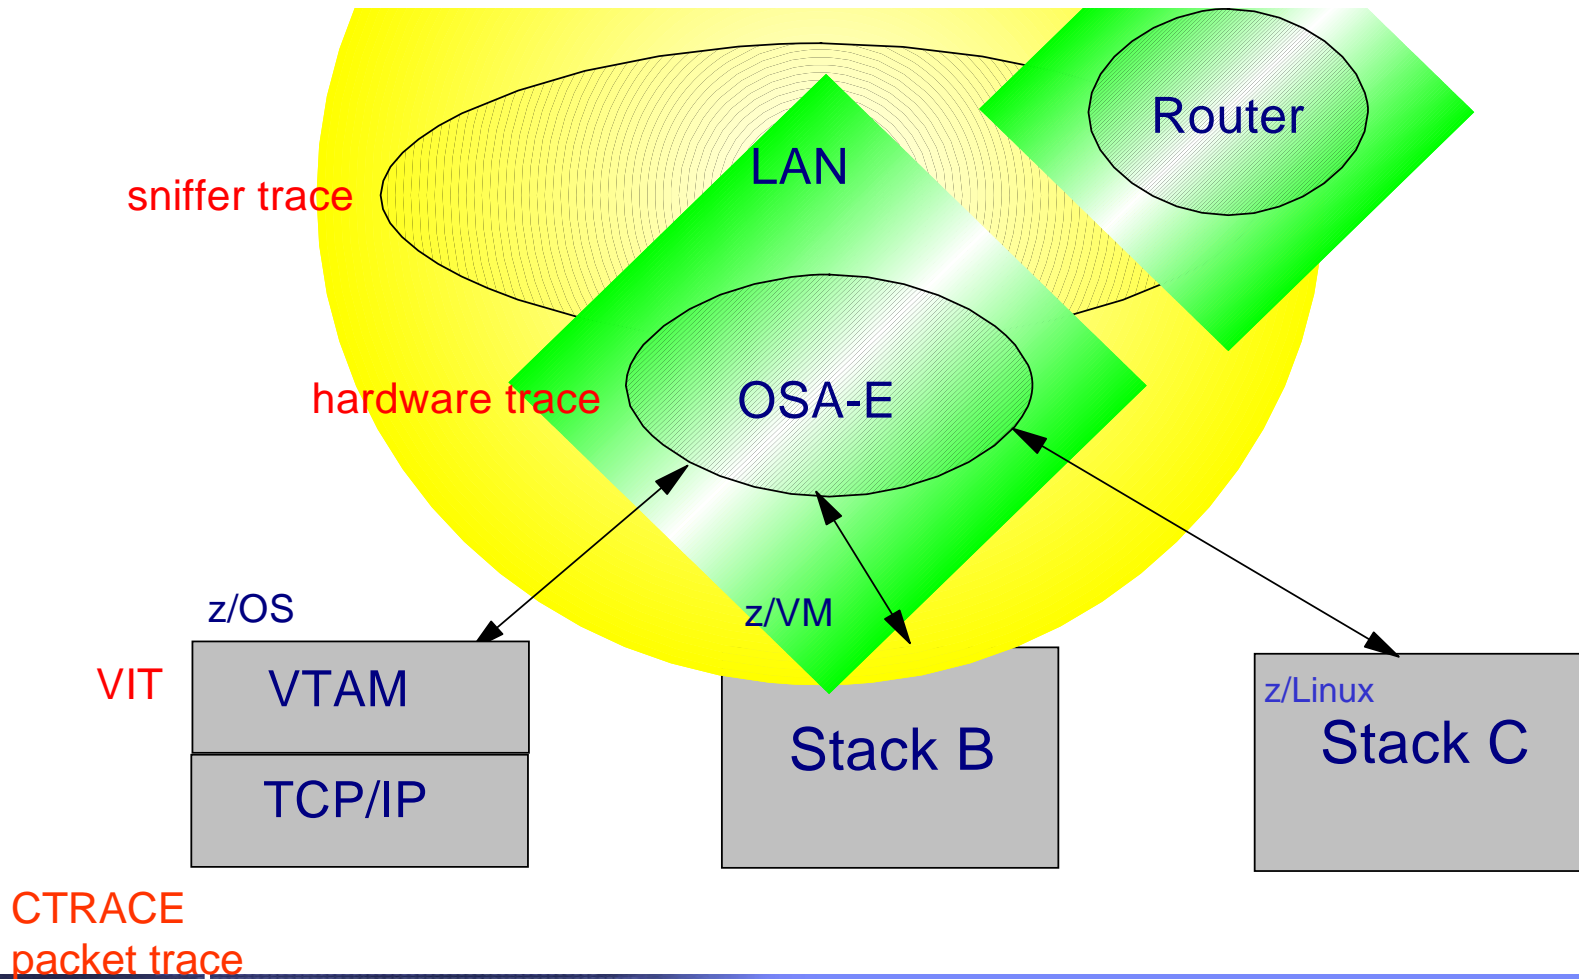 Router
LAN
sniffer trace
hardware trace
OSA-E
z/OS
z/VM
VIT
VTAM
z/Linux
Stack B
Stack C
TCP/IP
CTRACE
packet trace